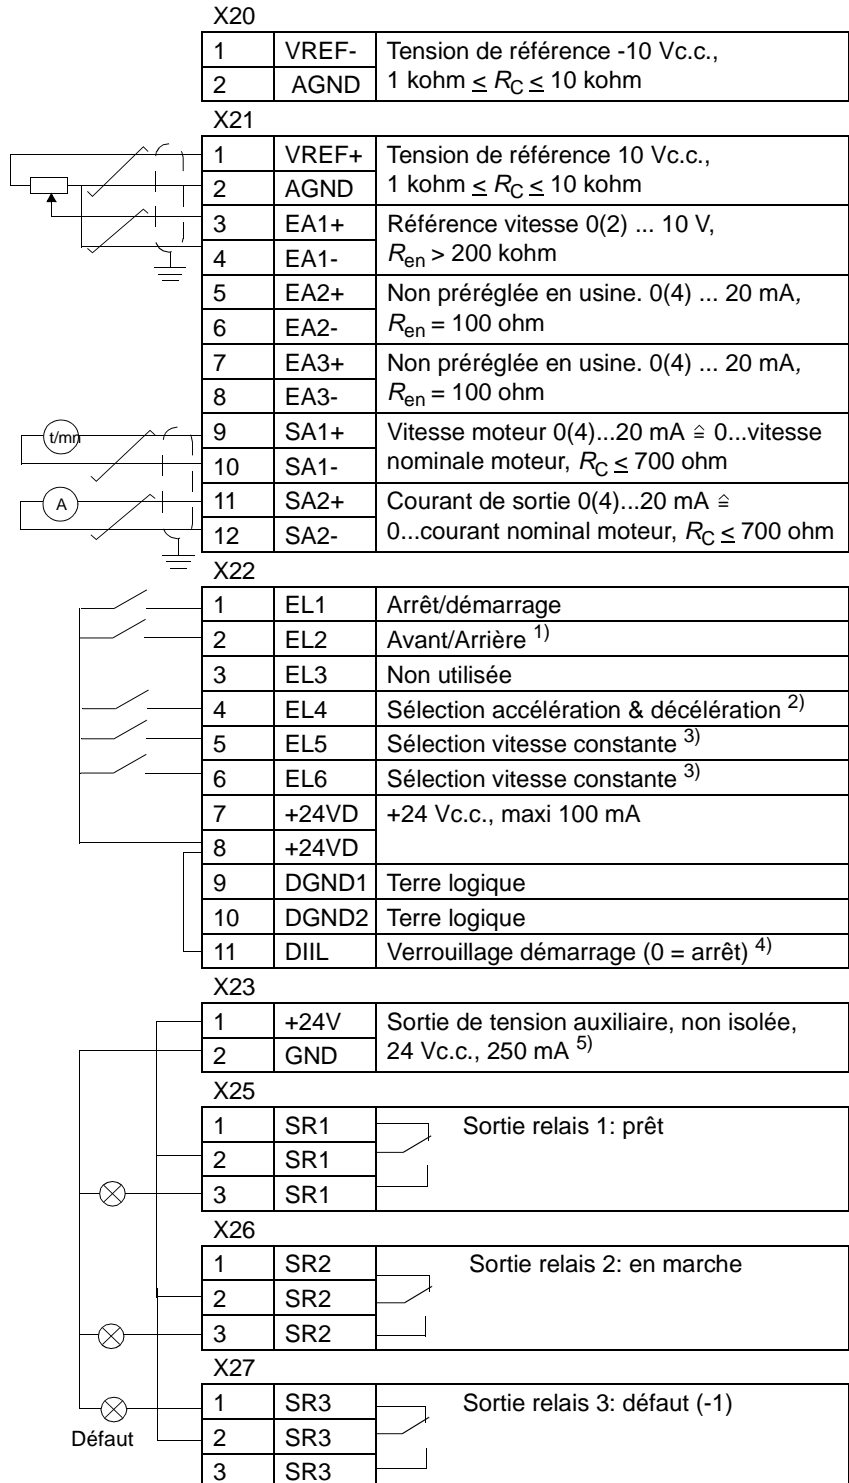 X20
1 VREF- Tension de référence -10 Vc.c.,
2 AGND 1 kohm ≤ RC ≤ 10 kohm
X21
1 VREF+ Tension de référence 10 Vc.c.,
2 AGND 1 kohm ≤ RC ≤ 10 kohm
3 EA1+ Référence vitesse 0(2) ... 10 V,
4 EA1- Ren > 200 kohm
5 EA2+ Non préréglée en usine. 0(4) ... 20 mA,
6 EA2- Ren = 100 ohm
7 EA3+ Non préréglée en usine. 0(4) ... 20 mA,
8 EA3- Ren = 100 ohm
t/mn 9 SA1+ Vitesse moteur 0(4)...20 mA ≙ 0...vitesse
10 SA1- nominale moteur, RC ≤ 700 ohm
A 11 SA2+ Courant de sortie 0(4)...20 mA ≙
12 SA2- 0...courant nominal moteur, RC ≤ 700 ohm
X22
1 EL1 Arrêt/démarrage
2 EL2 Avant/Arrière 1)
3 EL3 Non utilisée
4 EL4 Sélection accélération & décélération 2)
5 EL5 Sélection vitesse constante 3)
6 EL6 Sélection vitesse constante 3)
7 +24VD +24 Vc.c., maxi 100 mA
8 +24VD
9 DGND1 Terre logique
10 DGND2 Terre logique
11 DIIL Verrouillage démarrage (0 = arrêt) 4)
X23
1 +24V Sortie de tension auxiliaire, non isolée,
2 GND 24 Vc.c., 250 mA 5)
X25
1 SR1 Sortie relais 1: prêt
2 SR1
3 SR1
X26
1 SR2 Sortie relais 2: en marche
2 SR2
3 SR2
X27
1 SR3 Sortie relais 3: défaut (-1)
Défaut 2 SR3
3 SR3